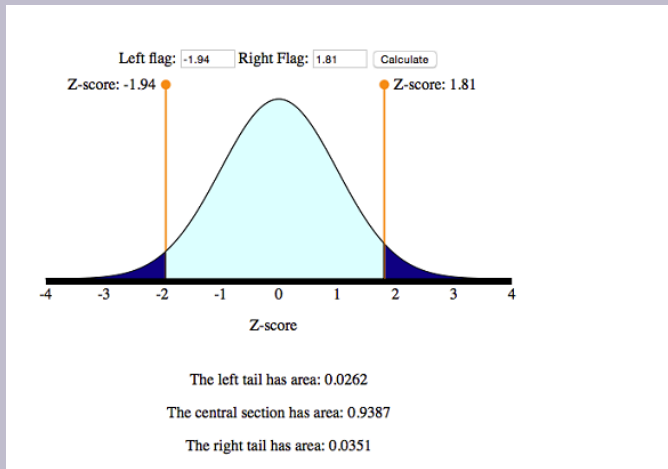 Left flag: -1.94 Right Flag: 1.81 Calculate
Z-score: -1.94 Z-score: 1.81
-4 -3 -2 -1 0 1 2 3 4
Z-score
The left tail has area: 0.0262
The central section has area: 0.9387
The right tail has area: 0.0351